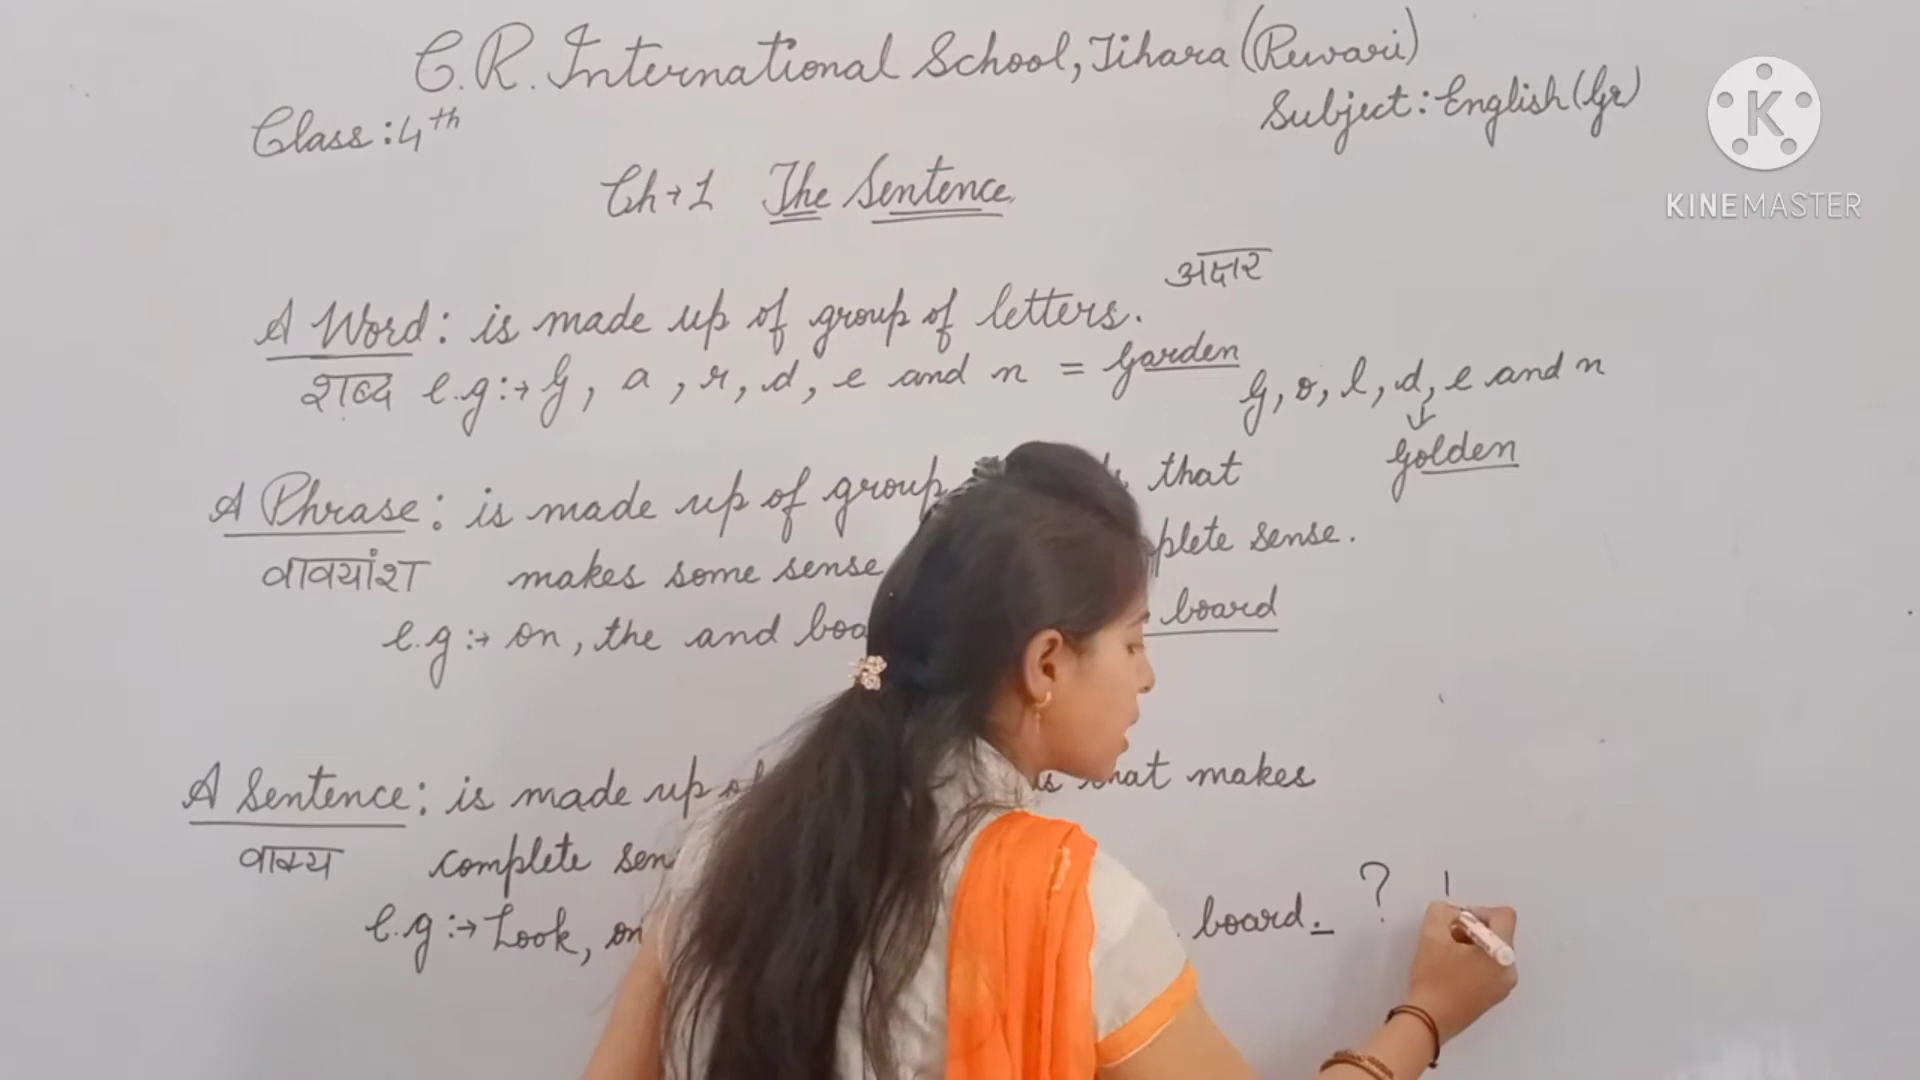 C.R. International School, Jihara (Rewari)
Class : 4th
Subject : English (Gr)
Ch → 1 The Sentence
अक्षर
A Word : is made up of group of letters.
शब्द e.g :→ G, a, r, d, e and n = Garden
G, o, l, d, e and n
Golden
A Phrase : is made up of group that
वाक्यांश makes some sense sense.
e.g :→ on, the and board
A Sentence : is made up that makes
वाक्य complete
e.g :→ Look, board. ?
K
KINEMASTER